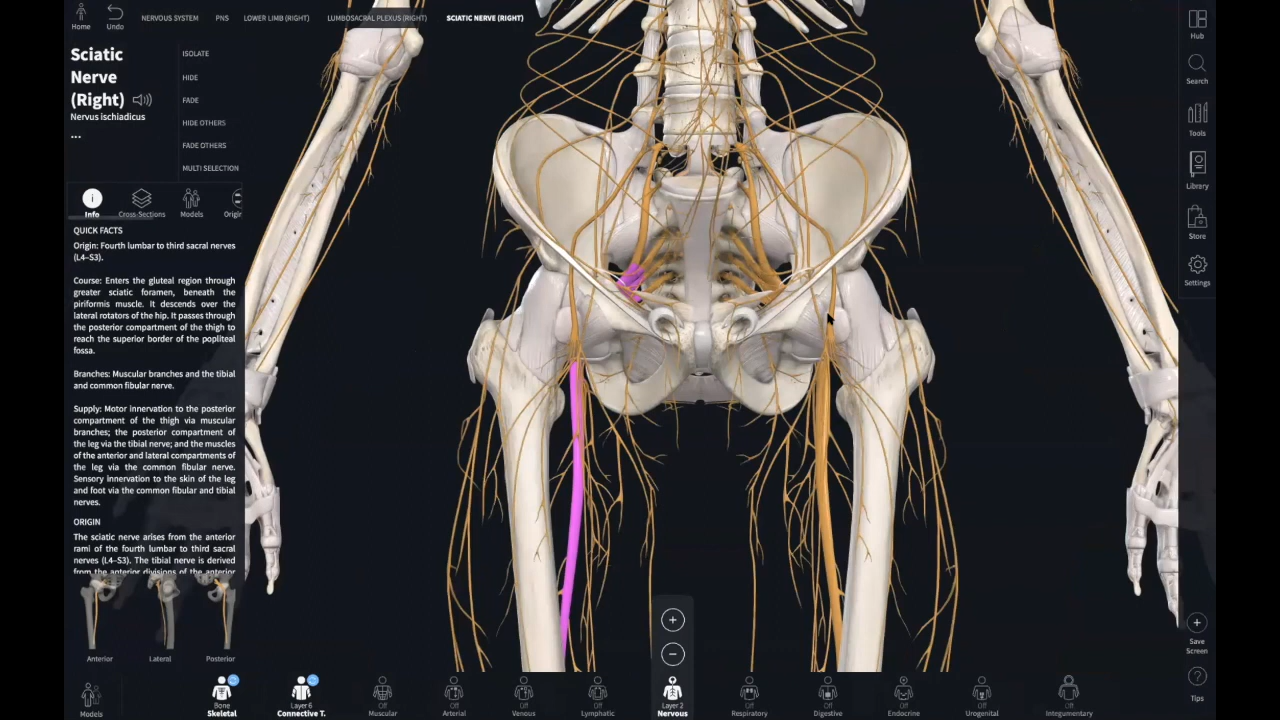 Home
Undo
NERVOUS SYSTEM
PNS
LOWER LIMB (RIGHT)
LUMBOSACRAL PLEXUS (RIGHT)
SCIATIC NERVE (RIGHT)
Sciatic
Nerve
(Right)
Nervus ischiadicus
...
ISOLATE
HIDE
FADE
HIDE OTHERS
FADE OTHERS
MULTI SELECTION
Info
Cross-Sections
Models
Origin
QUICK FACTS
Origin: Fourth lumbar to third sacral nerves
(L4–S3).
Course: Enters the gluteal region through
greater sciatic foramen, beneath the
piriformis muscle. It descends over the
lateral rotators of the hip. It passes through
the posterior compartment of the thigh to
reach the superior border of the popliteal
fossa.
Branches: Muscular branches and the tibial
and common fibular nerve.
Supply: Motor innervation to the posterior
compartment of the thigh via muscular
branches; the posterior compartment of
the leg via the tibial nerve; and the muscles
of the anterior and lateral compartments of
the leg via the common fibular nerve.
Sensory innervation to the skin of the leg
and foot via the common fibular and tibial
nerves.
ORIGIN
The sciatic nerve arises from the anterior
rami of the fourth lumbar to third sacral
nerves (L4–S3). The tibial nerve is derived
from the anterior divisions of the anterior
Anterior
Lateral
Posterior
Hub
Search
Tools
Library
Store
Settings
+
−
+
Save
Screen
?
Tips
Models
Bone
Skeletal
Layer 6
Connective T.
Off
Muscular
Off
Arterial
Off
Venous
Off
Lymphatic
Layer 2
Nervous
Off
Respiratory
Off
Digestive
Off
Endocrine
Off
Urogenital
Off
Integumentary